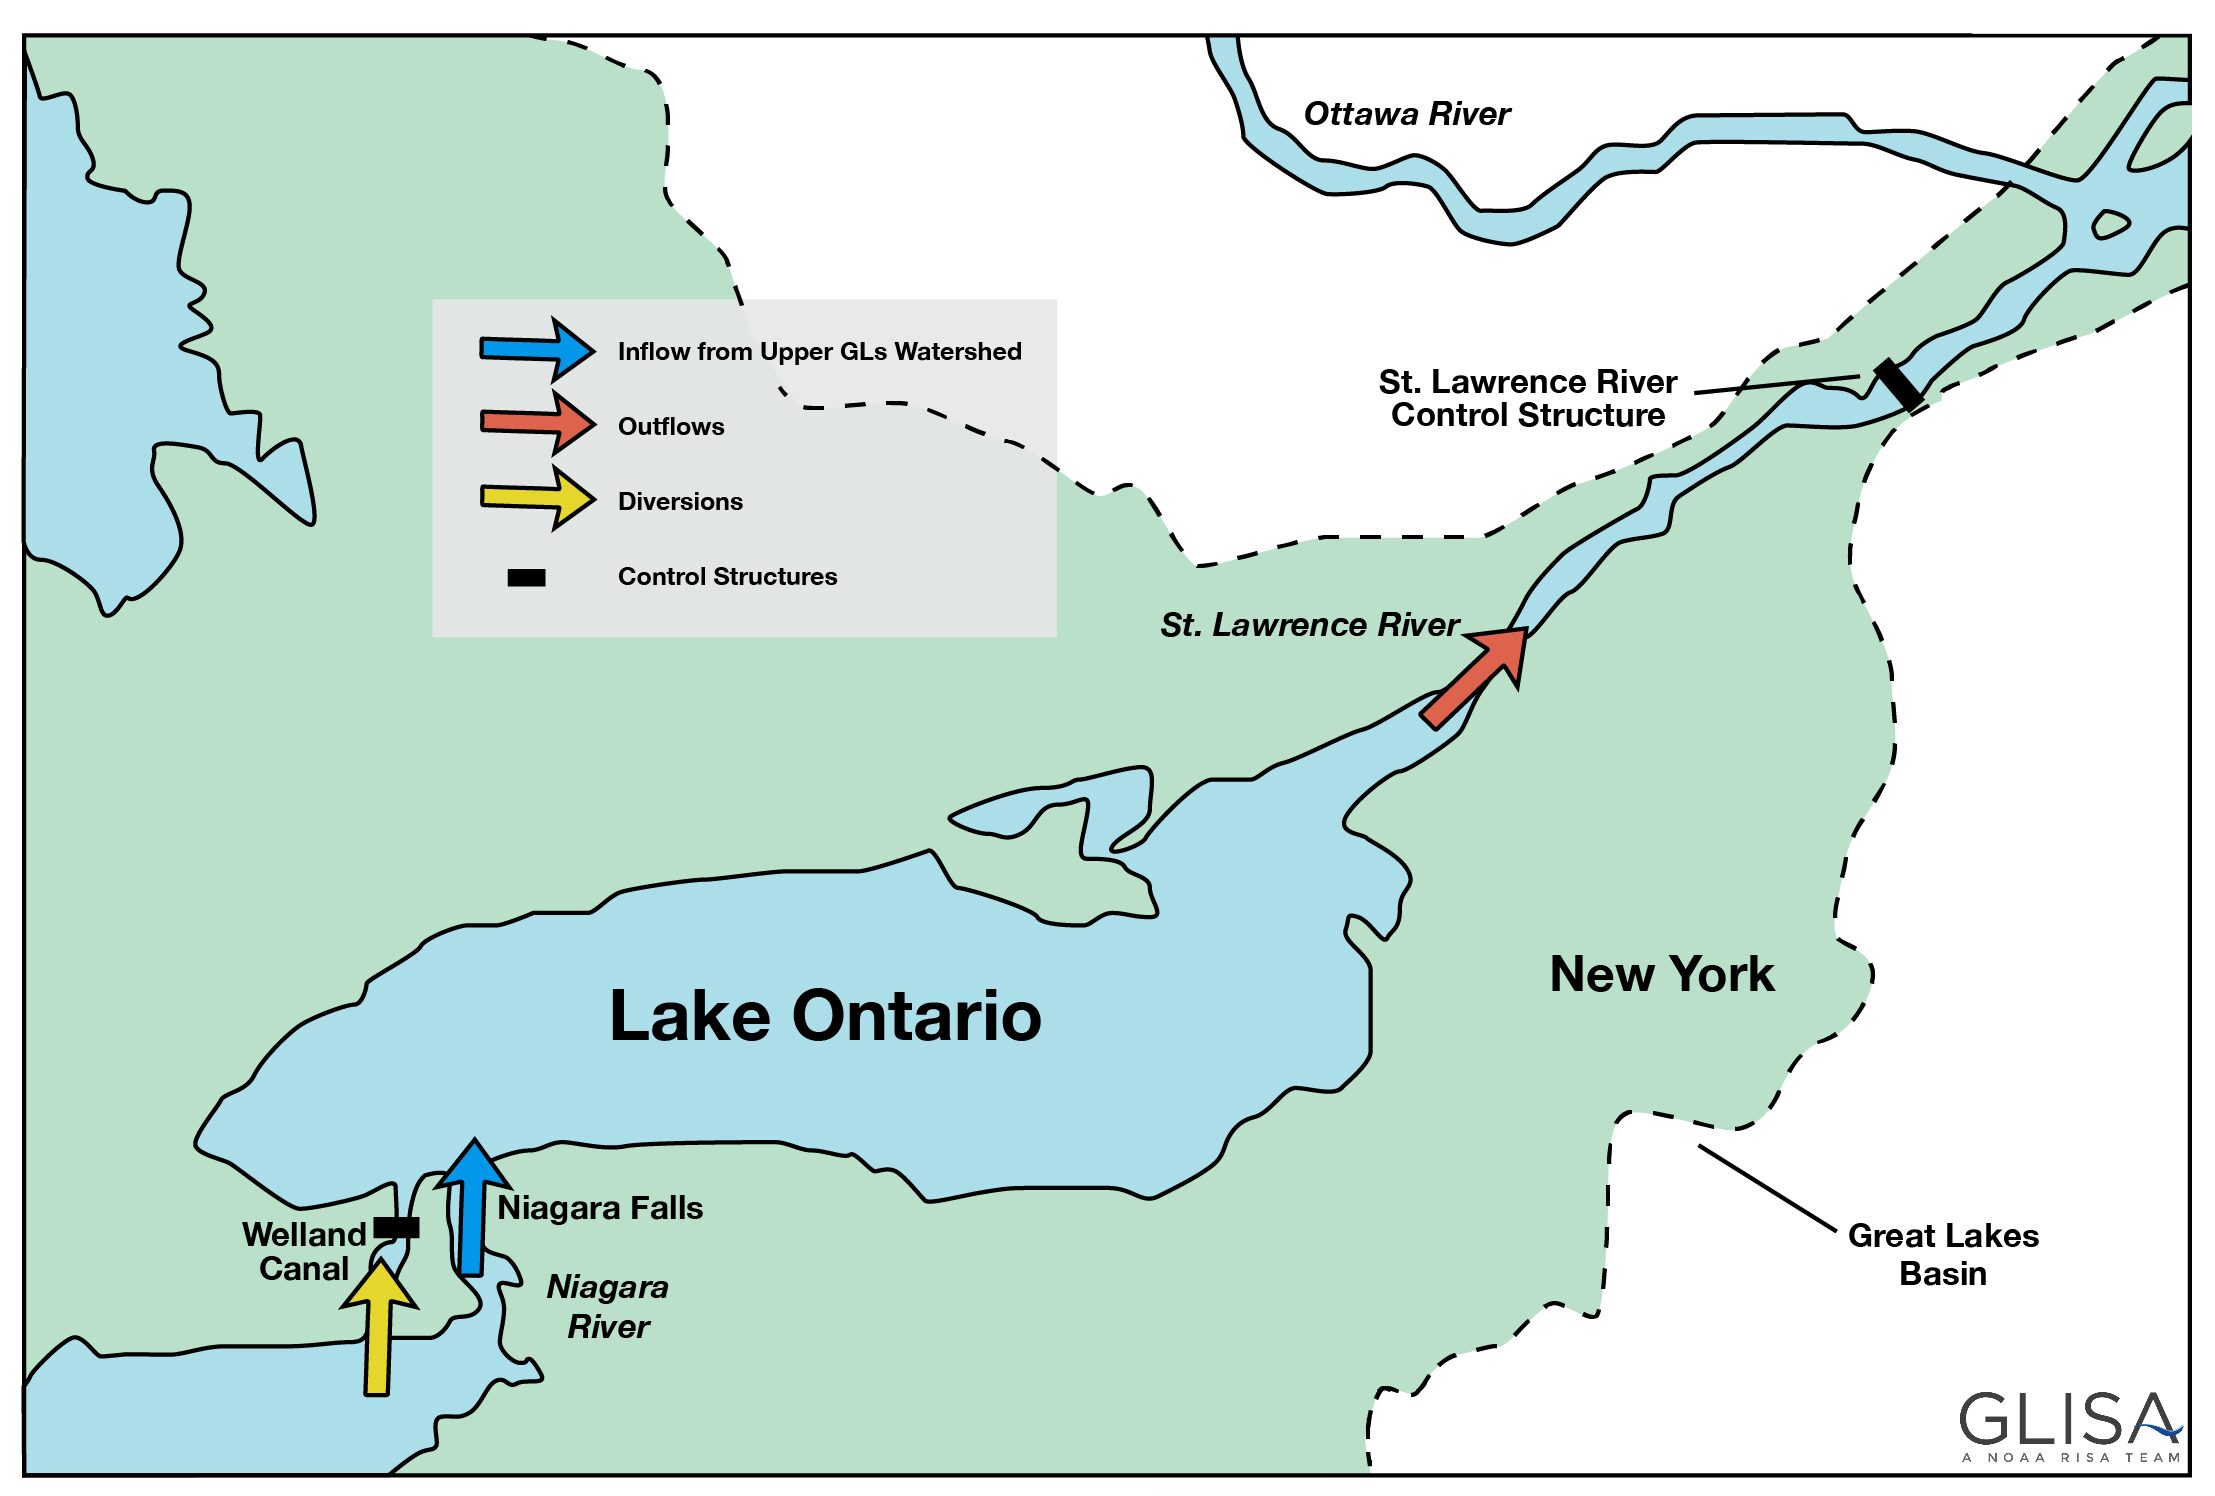 Ottawa River
Inflow from Upper GLs Watershed
Outflows
Diversions
Control Structures
St. Lawrence River
Control Structure
St. Lawrence River
New York
Lake Ontario
Niagara Falls
Welland
Canal
Niagara
River
Great Lakes
Basin
GLISA
A NOAA RISA TEAM